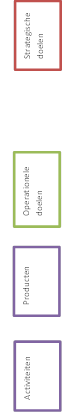 Strategische
doelen
Operationele
doelen
Producten
Activiteiten